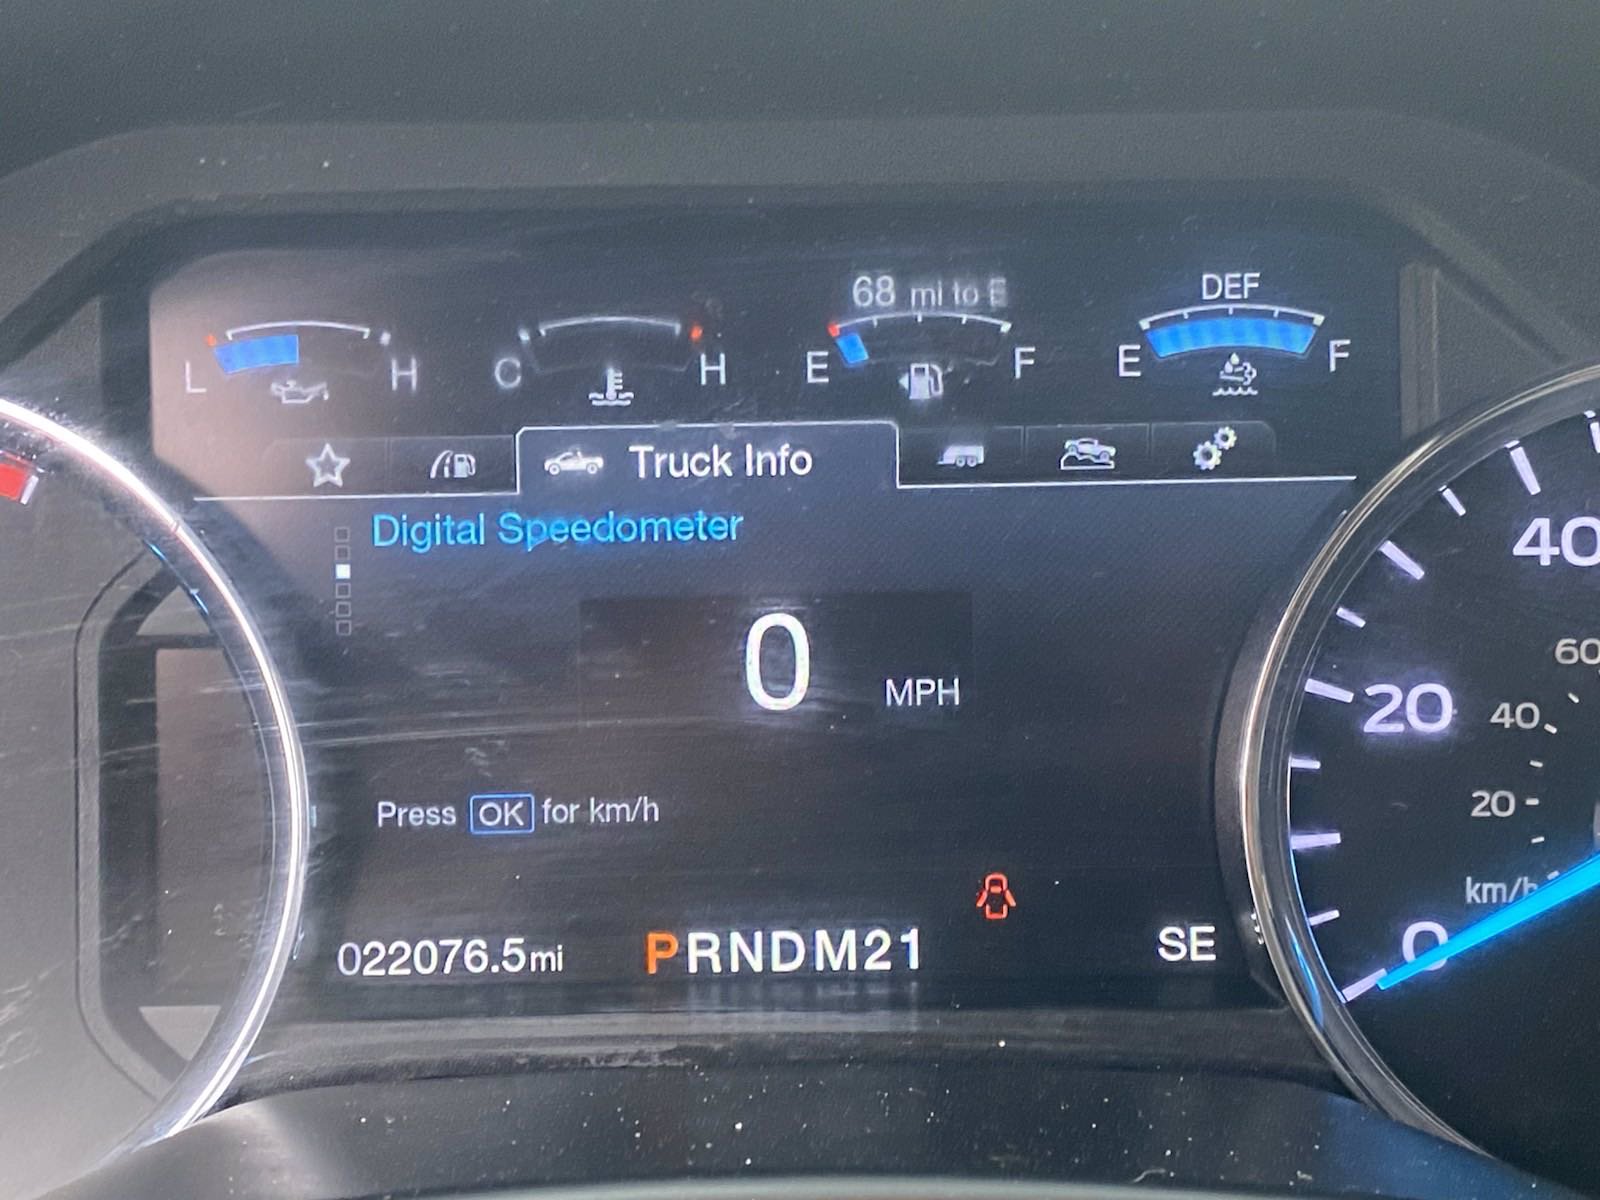 68 mi to E
DEF
L H C H E F E F
Truck Info
Digital Speedometer
0 MPH
Press OK for km/h
022076.5mi PRNDM21 SE
40
60
20 40
20
km/h
0